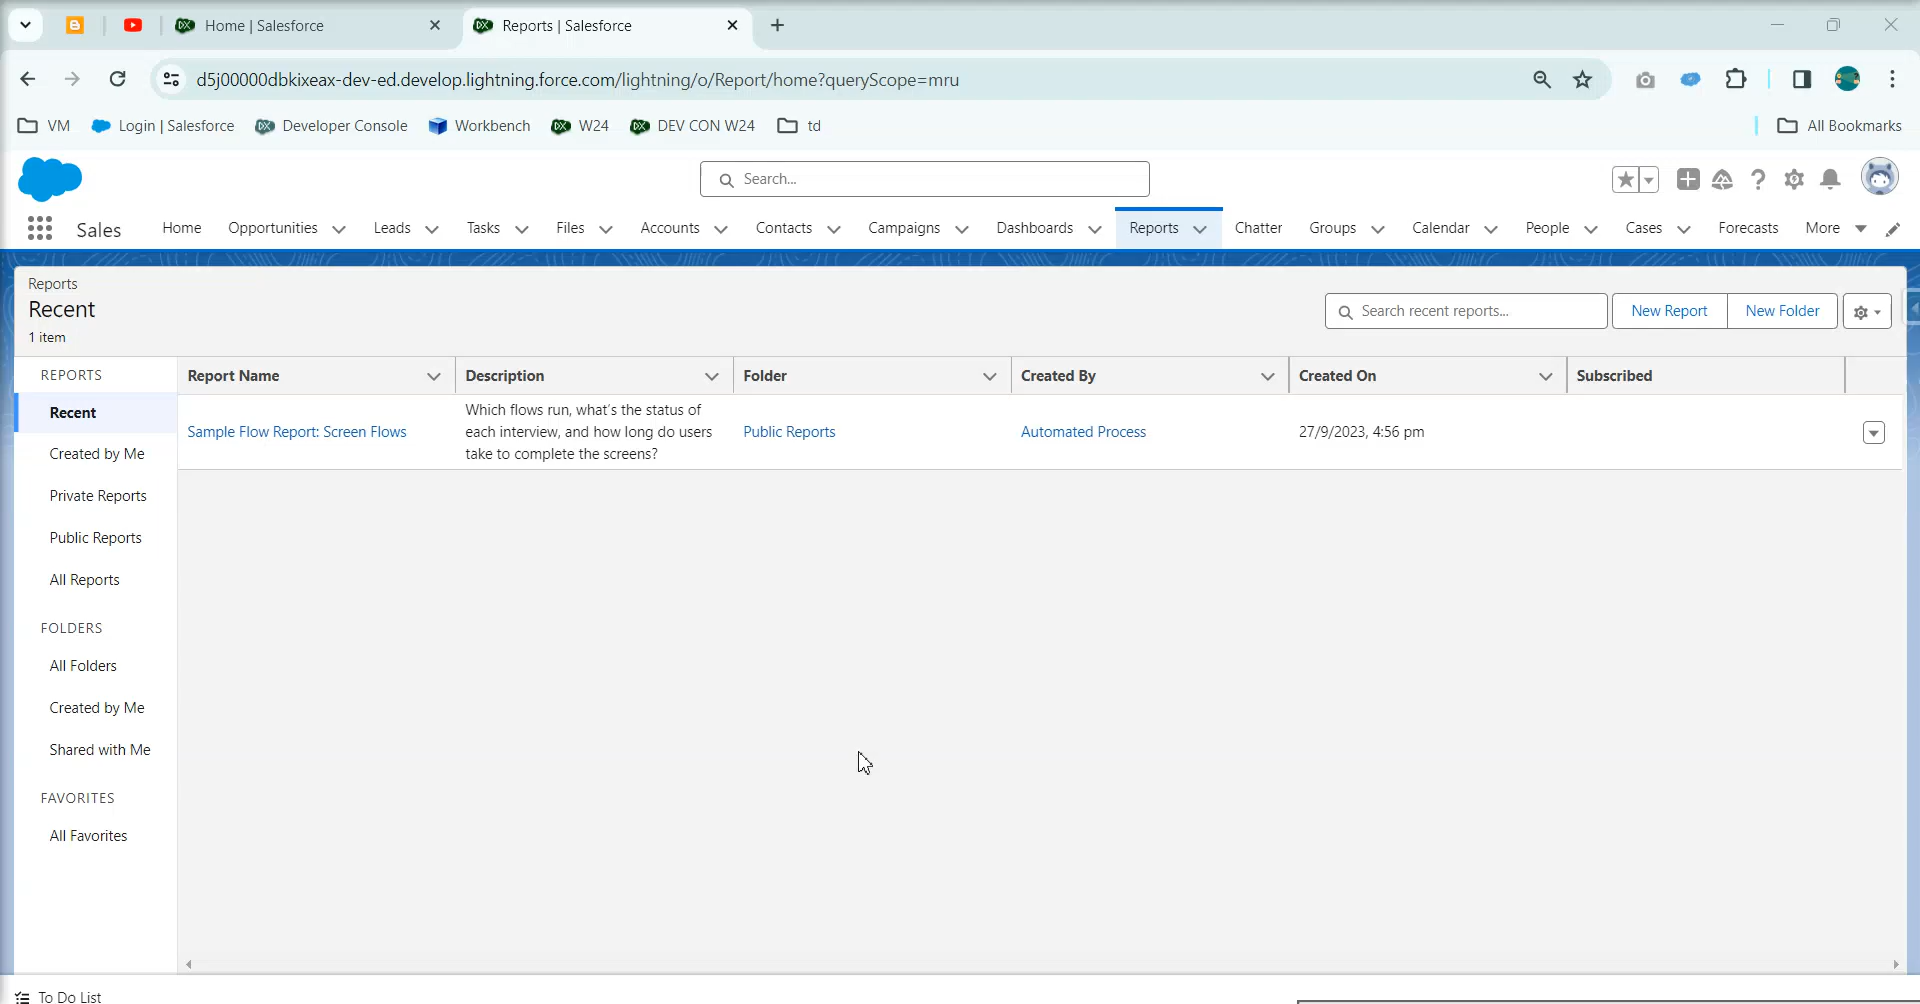 Home | Salesforce
Reports | Salesforce
d5j00000dbkixeax-dev-ed.develop.lightning.force.com/lightning/o/Report/home?queryScope=mru
VM
Login | Salesforce
Developer Console
Workbench
W24
DEV CON W24
td
All Bookmarks
Search...
Sales
Home
Opportunities
Leads
Tasks
Files
Accounts
Contacts
Campaigns
Dashboards
Reports
Chatter
Groups
Calendar
People
Cases
Forecasts
More
Reports
Recent
1 item
Search recent reports...
New Report
New Folder
REPORTS
Recent
Created by Me
Private Reports
Public Reports
All Reports
FOLDERS
All Folders
Created by Me
Shared with Me
FAVORITES
All Favorites
Report Name
Description
Folder
Created By
Created On
Subscribed
Sample Flow Report: Screen Flows
Which flows run, what's the status of
each interview, and how long do users
take to complete the screens?
Public Reports
Automated Process
27/9/2023, 4:56 pm
To Do List